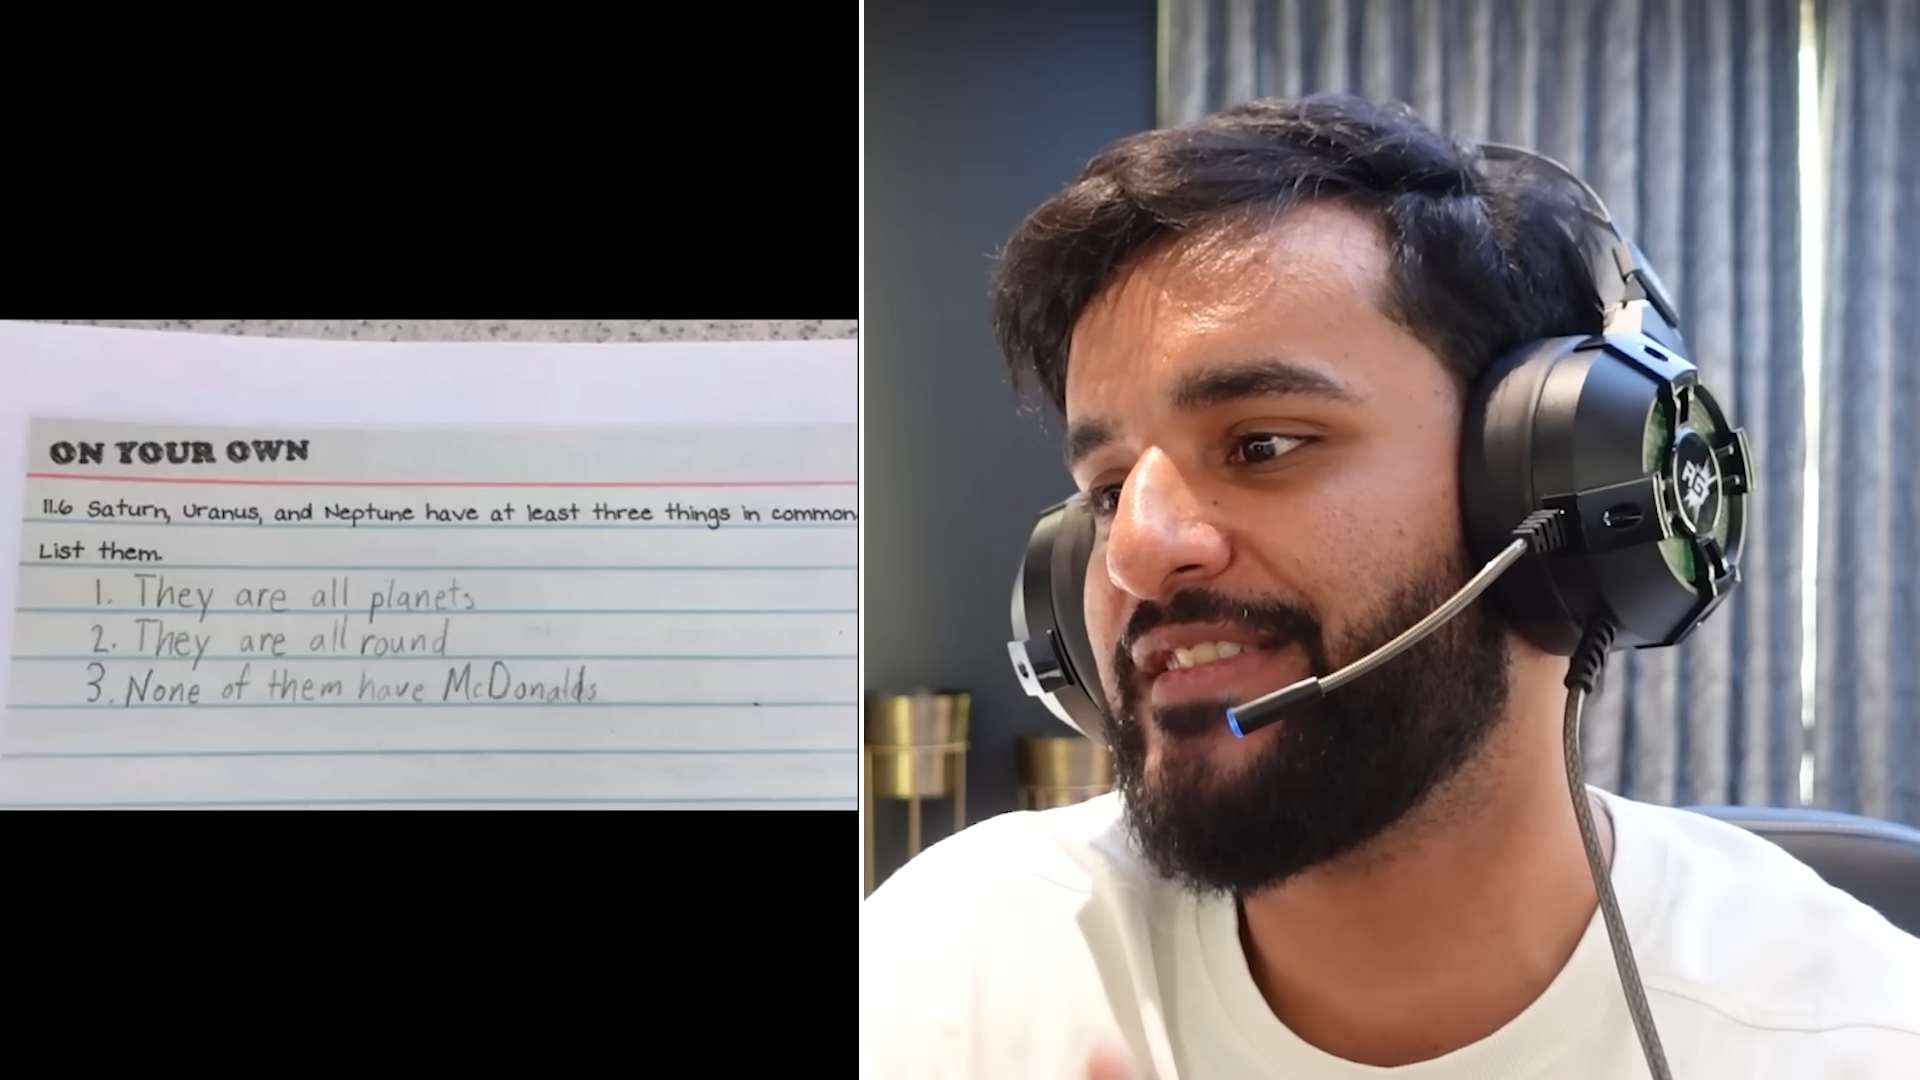 ON YOUR OWN
11.6 Saturn, Uranus, and Neptune have at least three things in common.
List them.
1. They are all planets
2. They are all round
3. None of them have McDonalds
RG